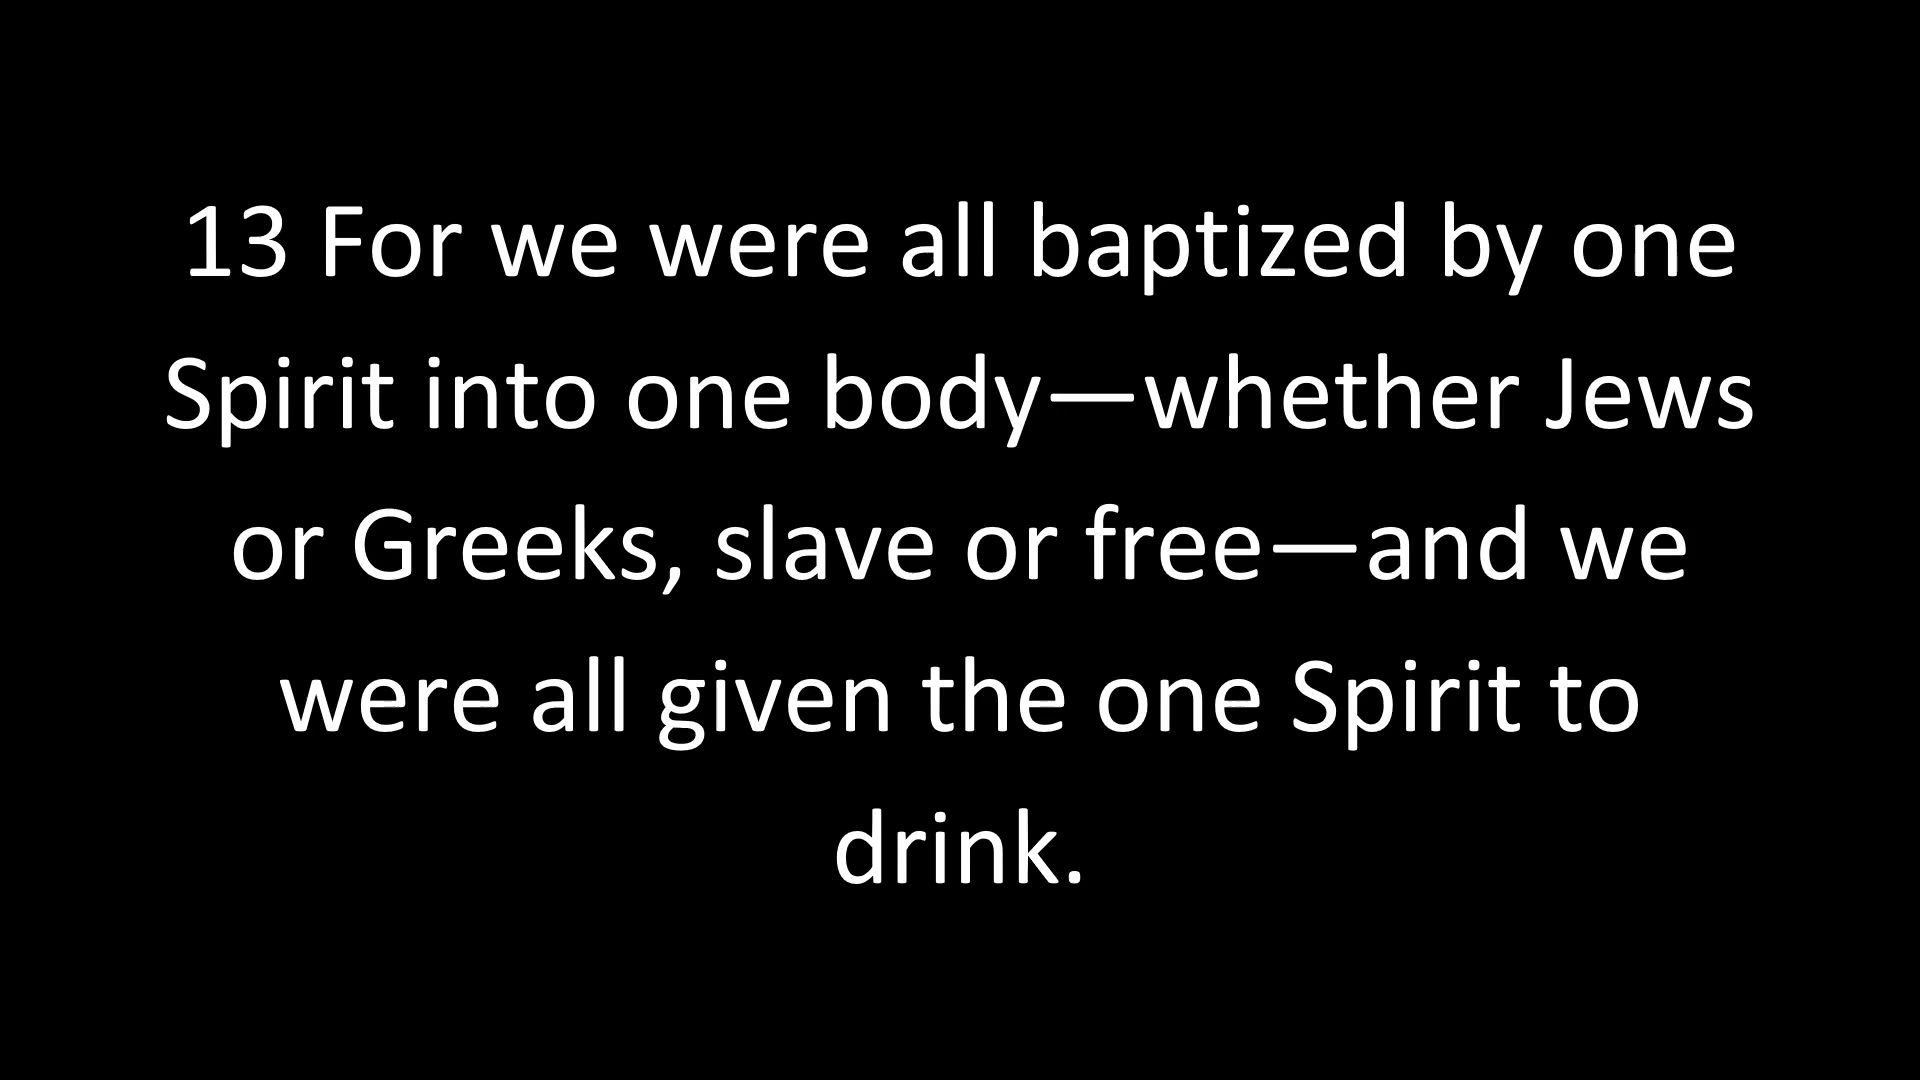 13 For we were all baptized by one
Spirit into one body—whether Jews
or Greeks, slave or free—and we
were all given the one Spirit to
drink.